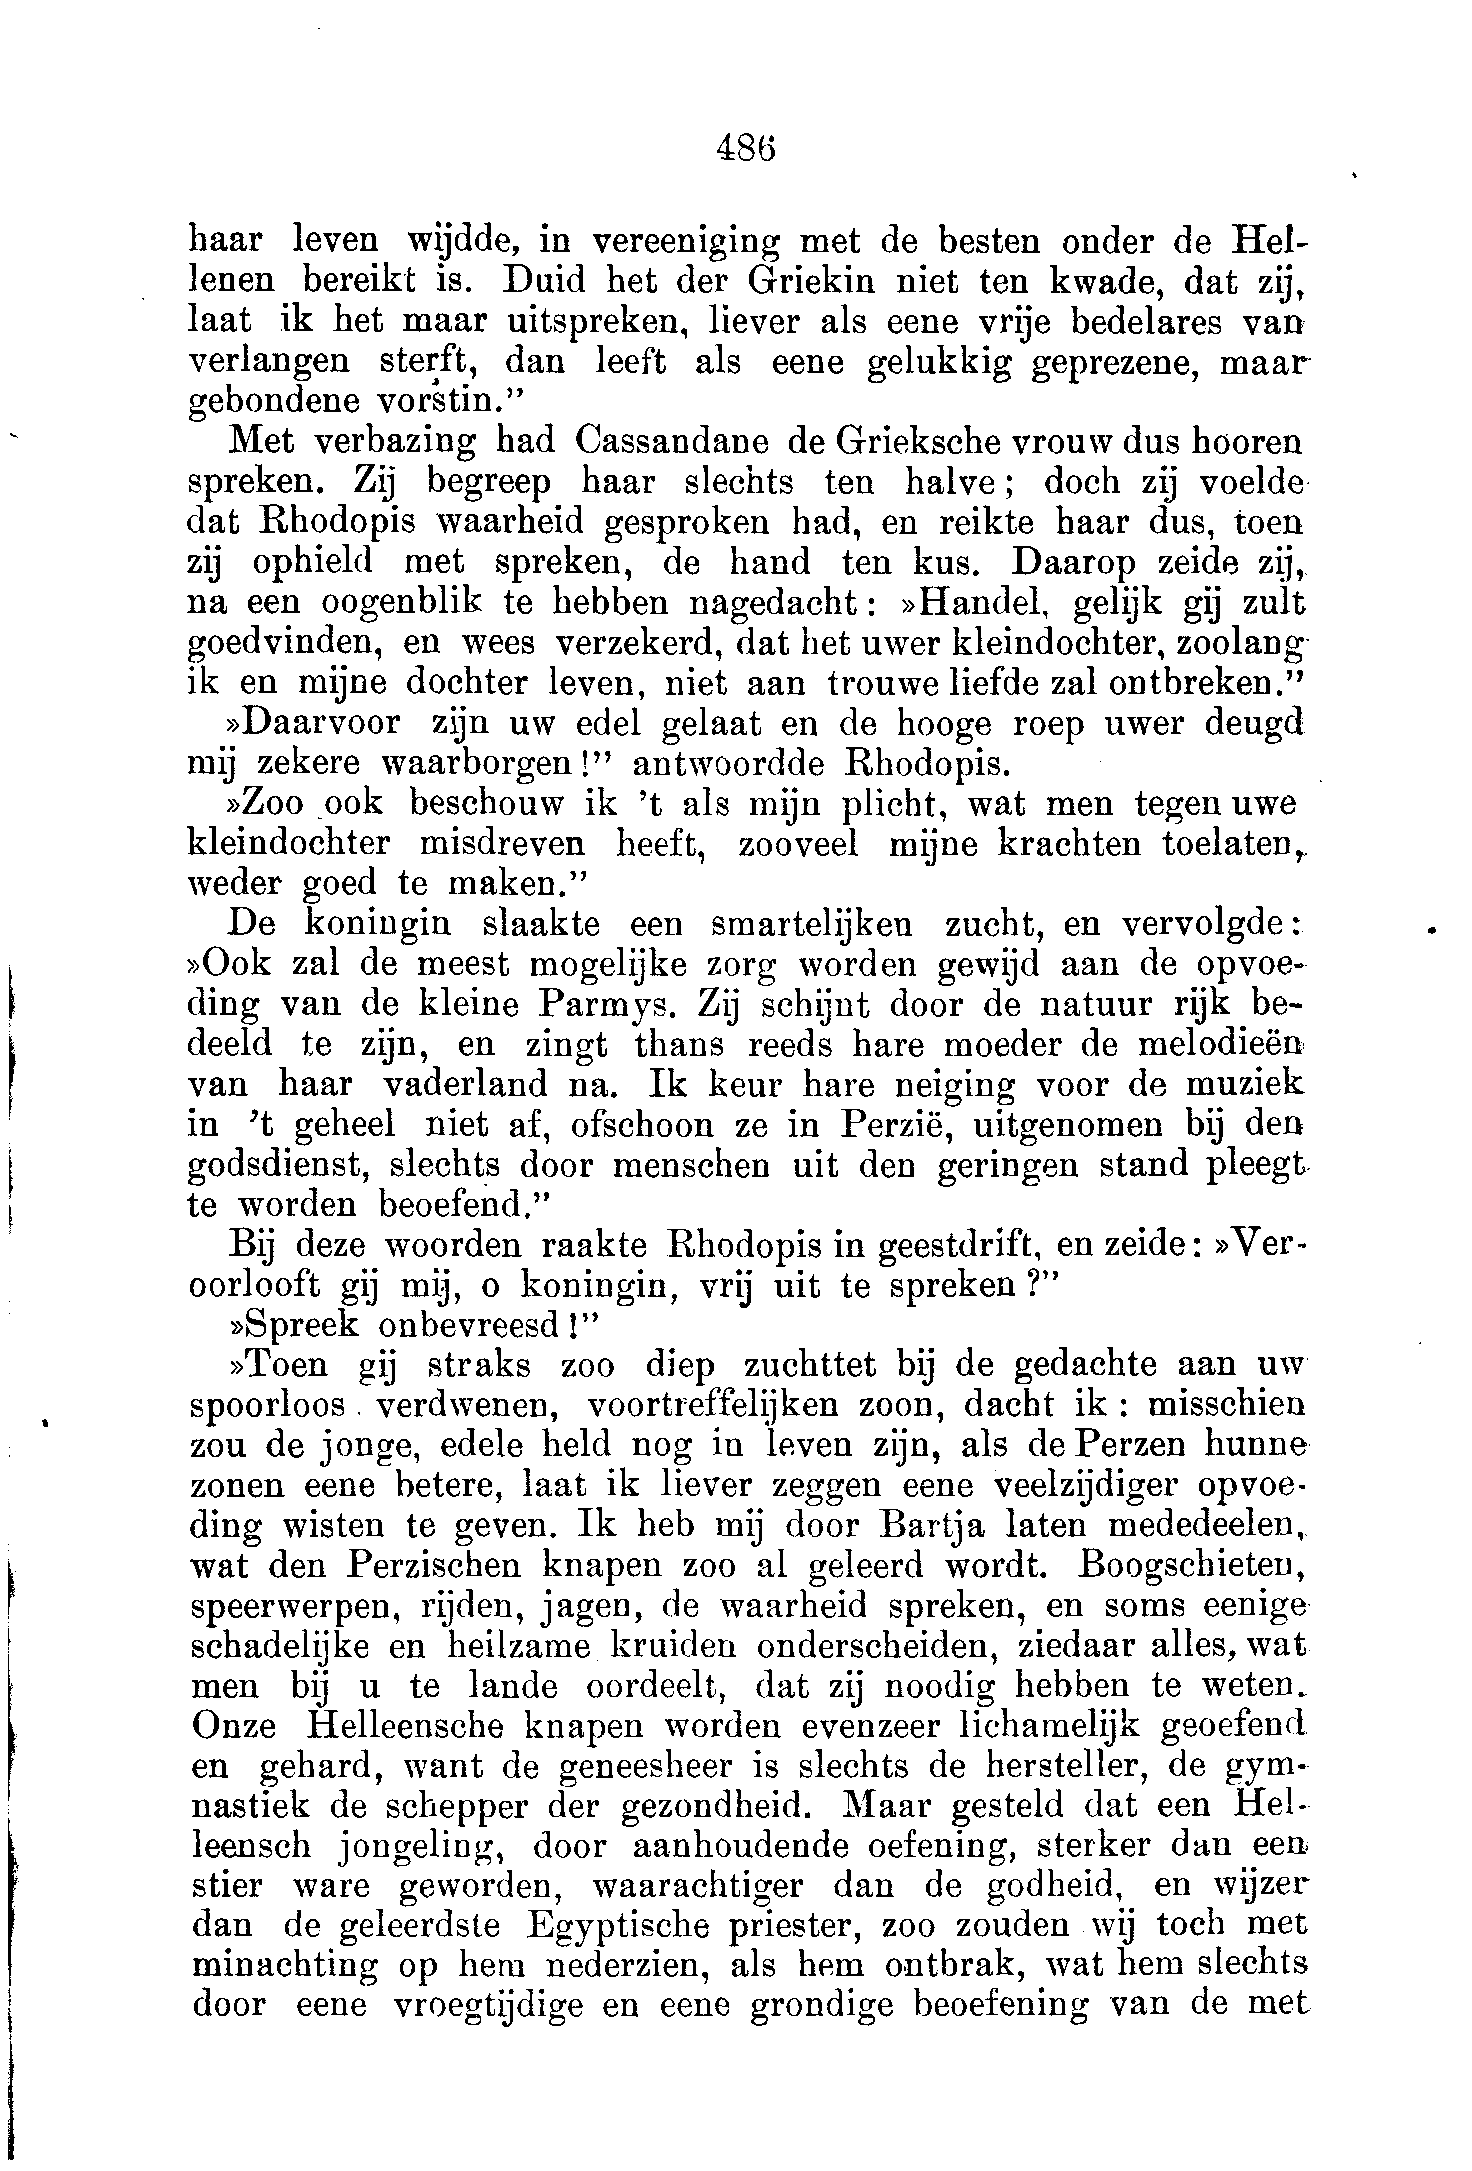 486
haar leven wijdde, in vereeniging met de besten onder de Hel-
lenen bereikt is. Duid het der Griekin niet ten kwade, dat zij,
laat ik het maar uitspreken, liever als eene vrije bedelares van
verlangen sterft, dan leeft als eene gelukkig geprezene, maar
gebondene vorstin.”
Met verbazing had Cassandane de Grieksche vrouw dus hooren
spreken. Zij begreep haar slechts ten halve; doch zij voelde
dat Rhodopis waarheid gesproken had, en reikte haar dus, toen
zij ophield met spreken, de hand ten kus. Daarop zeide zij,
na een oogenblik te hebben nagedacht: »Handel, gelijk gij zult
goedvinden, en wees verzekerd, dat het uwer kleindochter, zoolang
ik en mijne dochter leven, niet aan trouwe liefde zal ontbreken.”
»Daarvoor zijn uw edel gelaat en de hooge roep uwer deugd
mij zekere waarborgen!” antwoordde Rhodopis.
»Zoo ook beschouw ik ’t als mijn plicht, wat men tegen uwe
kleindochter misdreven heeft, zooveel mijne krachten toelaten,
weder goed te maken.”
De koningin slaakte een smartelijken zucht, en vervolgde:
»Ook zal de meest mogelijke zorg worden gewijd aan de opvoe-
ding van de kleine Parmys. Zij schijnt door de natuur rijk be-
deeld te zijn, en zingt thans reeds hare moeder de melodieën
van haar vaderland na. Ik keur hare neiging voor de muziek
in ’t geheel niet af, ofschoon ze in Perzië, uitgenomen bij den
godsdienst, slechts door menschen uit den geringen stand pleegt
te worden beoefend.”
Bij deze woorden raakte Rhodopis in geestdrift, en zeide: »Ver-
oorlooft gij mij, o koningin, vrij uit te spreken?”
»Spreek onbevreesd!”
»Toen gij straks zoo diep zuchttet bij de gedachte aan uw
spoorloos verdwenen, voortreffelijken zoon, dacht ik: misschien
zou de jonge, edele held nog in leven zijn, als de Perzen hunne
zonen eene betere, laat ik liever zeggen eene veelzijdiger opvoe-
ding wisten te geven. Ik heb mij door Bartja laten mededeelen,
wat den Perzischen knapen zoo al geleerd wordt. Boogschieten,
speerwerpen, rijden, jagen, de waarheid spreken, en soms eenige
schadelijke en heilzame kruiden onderscheiden, ziedaar alles, wat
men bij u te lande oordeelt, dat zij noodig hebben te weten.
Onze Helleensche knapen worden evenzeer lichamelijk geoefend
en gehard, want de geneesheer is slechts de hersteller, de gym-
nastiek de schepper der gezondheid. Maar gesteld dat een Hel-
leensch jongeling, door aanhoudende oefening, sterker dan een
stier ware geworden, waarachtiger dan de godheid, en wijzer
dan de geleerdste Egyptische priester, zoo zouden wij toch met
minachting op hem nederzien, als hem ontbrak, wat hem slechts
door eene vroegtijdige en eene grondige beoefening van de met